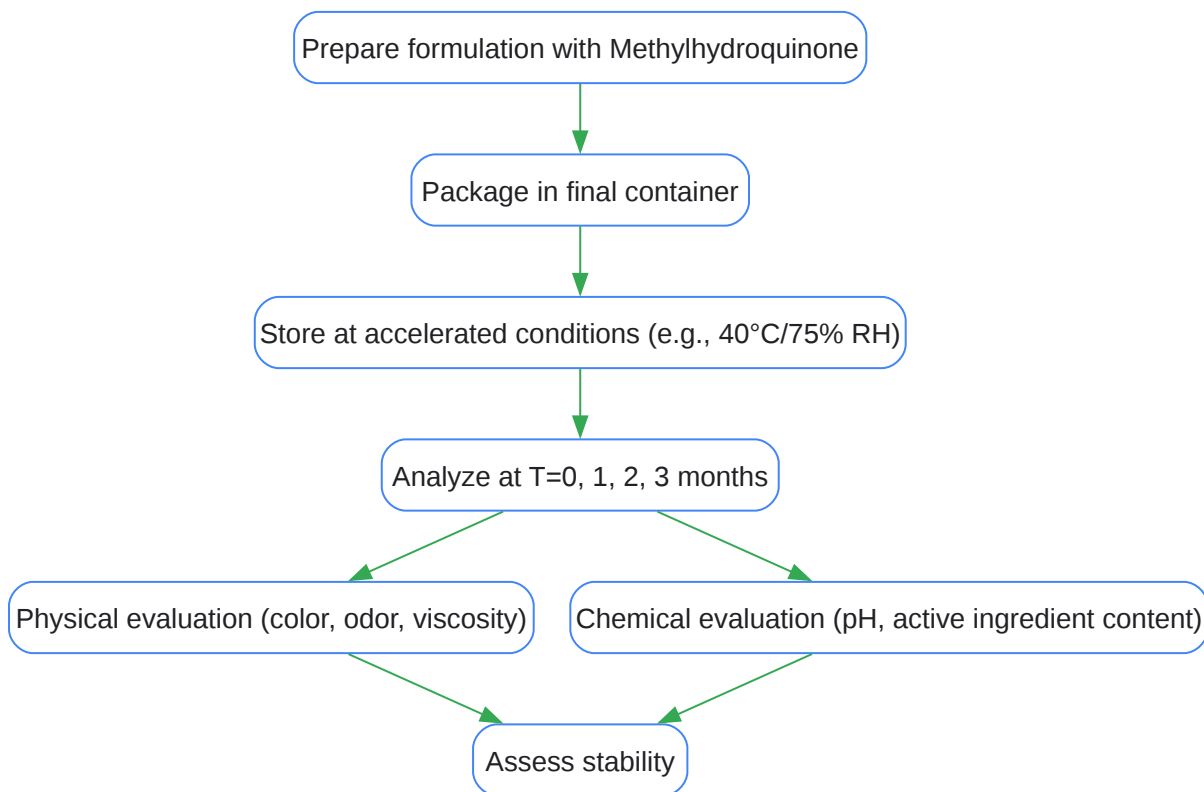 Prepare formulation with Methylhydroquinone
Package in final container
Store at accelerated conditions (e.g., 40°C/75% RH)
Analyze at T=0, 1, 2, 3 months
Physical evaluation (color, odor, viscosity)
Chemical evaluation (pH, active ingredient content)
Assess stability